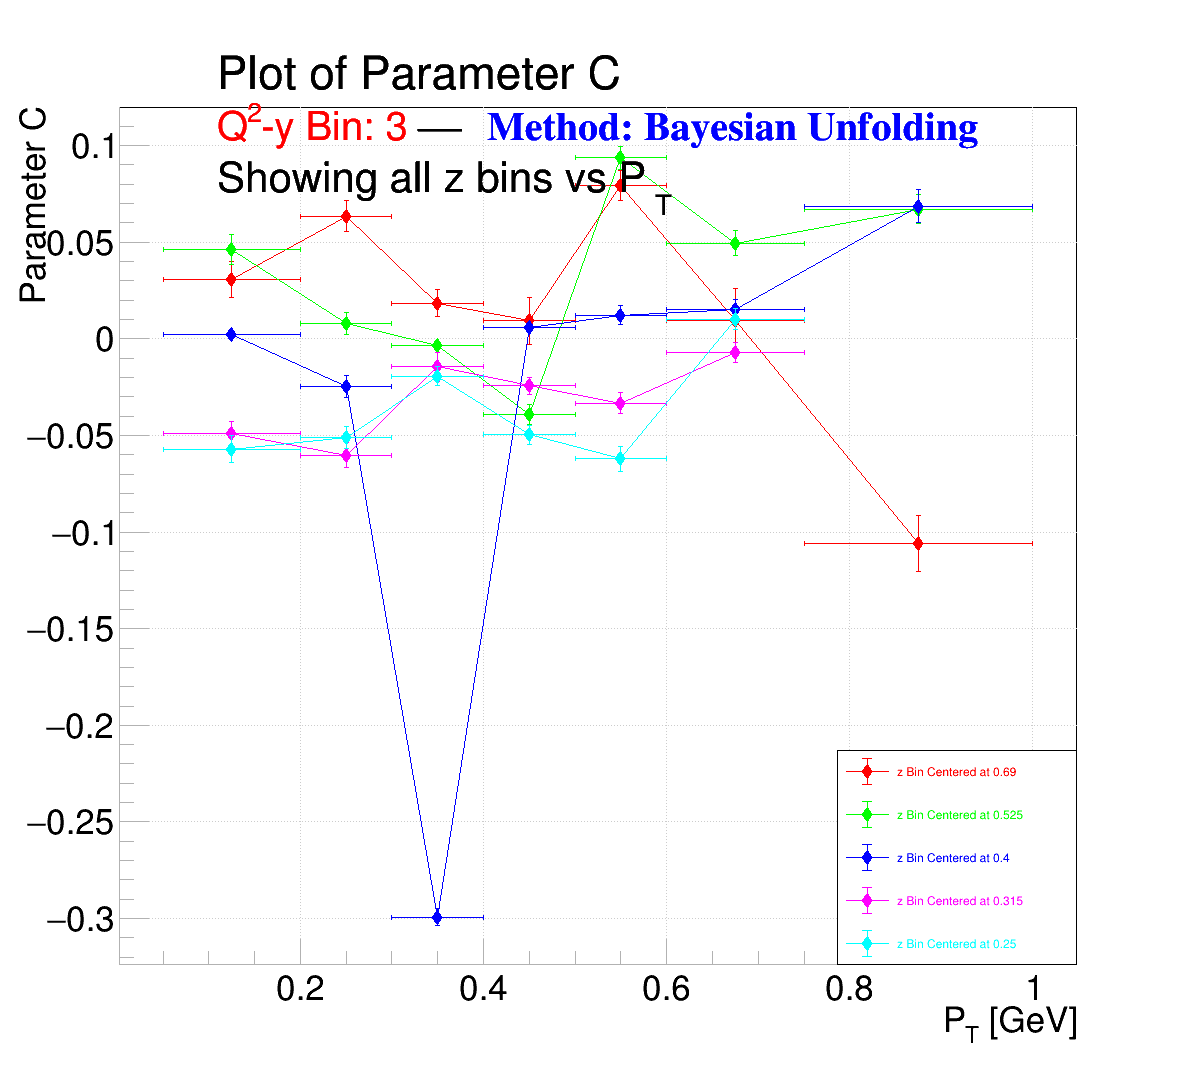 Plot of Parameter C
Q²-y Bin: 3 — Method: Bayesian Unfolding
Showing all z bins vs P_T
Parameter C
0.1
0.05
0
−0.05
−0.1
−0.15
−0.2
−0.25
−0.3
z Bin Centered at 0.69
z Bin Centered at 0.525
z Bin Centered at 0.4
z Bin Centered at 0.315
z Bin Centered at 0.25
0.2 0.4 0.6 0.8 1
P_T [GeV]